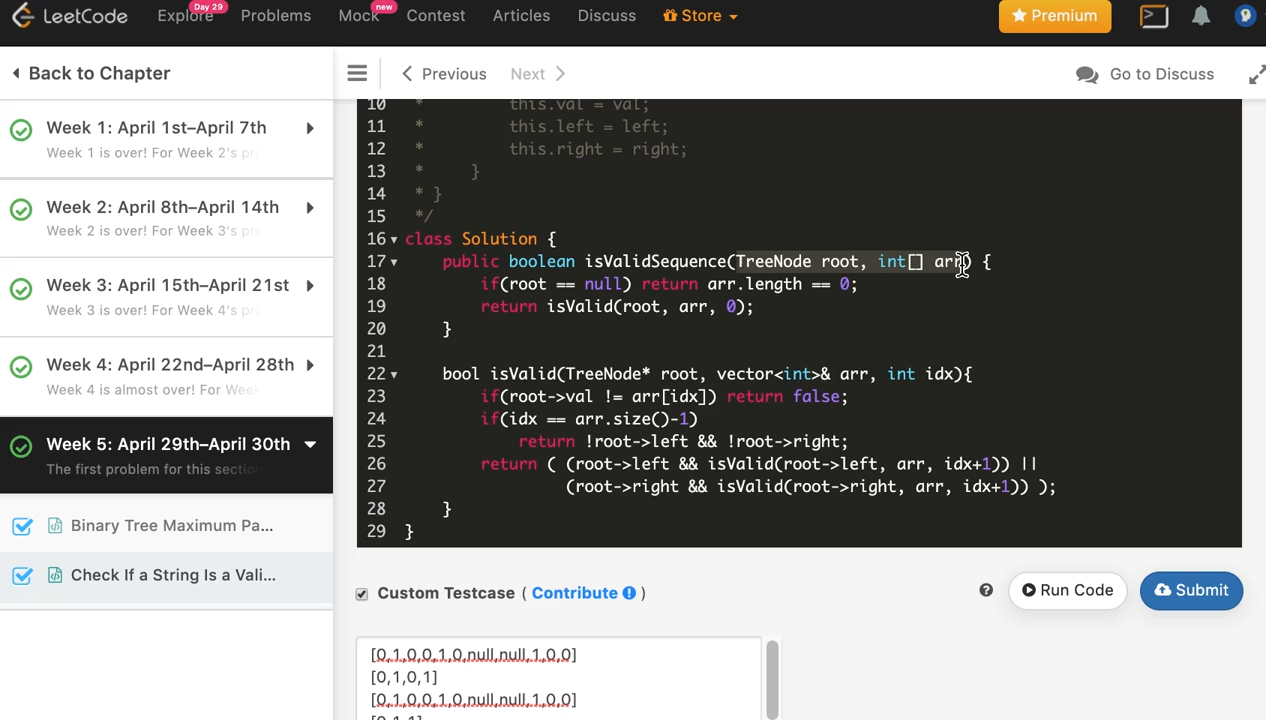 LeetCode
Explore
Day 29
Problems
Mock
new
Contest
Articles
Discuss
Store
Premium
Back to Chapter
Previous
Next
Go to Discuss
Week 1: April 1st–April 7th
Week 1 is over! For Week 2's pr
Week 2: April 8th–April 14th
Week 2 is over! For Week 3's p
Week 3: April 15th–April 21st
Week 3 is over! For Week 4's p
Week 4: April 22nd–April 28th
Week 4 is almost over! For Wee
Week 5: April 29th–April 30th
The first problem for this section
Binary Tree Maximum Pa...
Check If a String Is a Vali...
10 * this.val = val;
11 * this.left = left;
12 * this.right = right;
13 * }
14 * }
15 */
16 class Solution {
17 public boolean isValidSequence(TreeNode root, int[] arr) {
18 if(root == null) return arr.length == 0;
19 return isValid(root, arr, 0);
20 }
21
22 bool isValid(TreeNode* root, vector<int>& arr, int idx){
23 if(root->val != arr[idx]) return false;
24 if(idx == arr.size()-1)
25 return !root->left && !root->right;
26 return ( (root->left && isValid(root->left, arr, idx+1)) ||
27 (root->right && isValid(root->right, arr, idx+1)) );
28 }
29 }
Custom Testcase ( Contribute )
Run Code
Submit
[0,1,0,0,1,0,null,null,1,0,0]
[0,1,0,1]
[0,1,0,0,1,0,null,null,1,0,0]
[0,1,1]